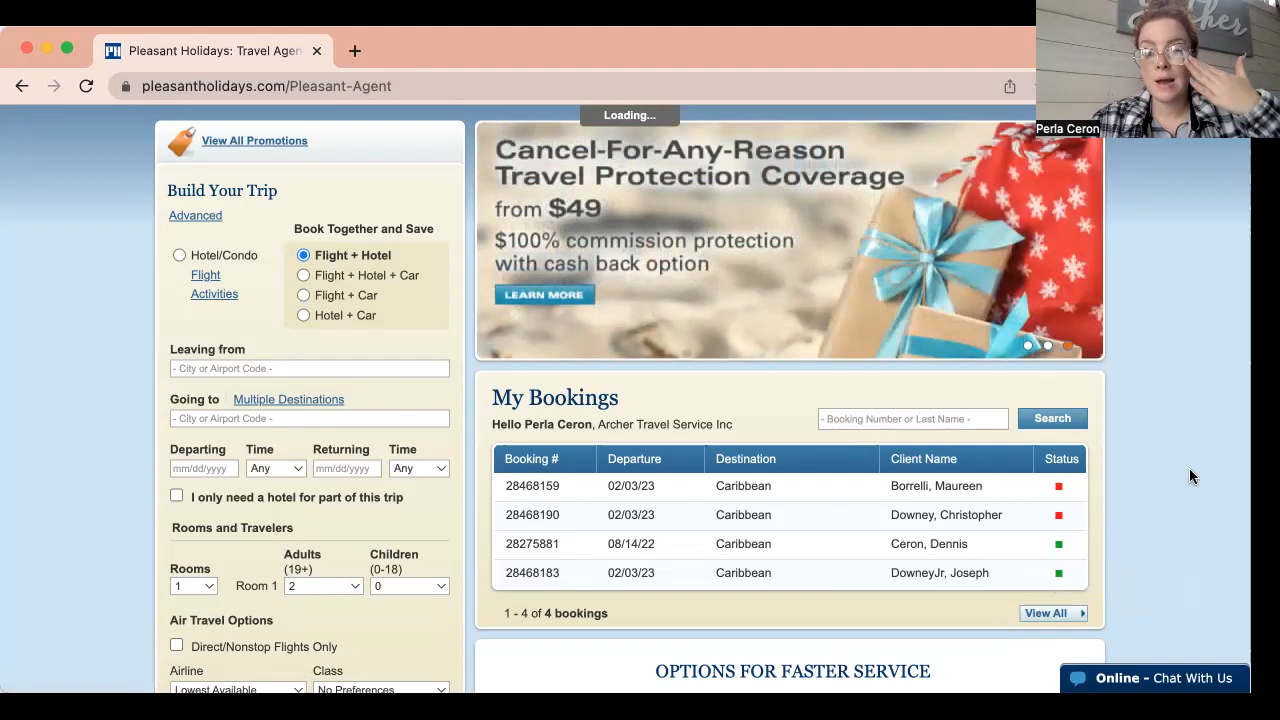 Pleasant Holidays: Travel Agen
pleasantholidays.com/Pleasant-Agent
Perla Ceron
Loading...
View All Promotions
Build Your Trip
Advanced
Book Together and Save
Hotel/Condo
Flight
Activities
Flight + Hotel
Flight + Hotel + Car
Flight + Car
Hotel + Car
Leaving from
- City or Airport Code -
Going to Multiple Destinations
- City or Airport Code -
Departing Time Returning Time
mm/dd/yyyy Any mm/dd/yyyy Any
I only need a hotel for part of this trip
Rooms and Travelers
Rooms Adults (19+) Children (0-18)
1 Room 1 2 0
Air Travel Options
Direct/Nonstop Flights Only
Airline Class
Lowest Available No Preferences
Cancel-For-Any-Reason
Travel Protection Coverage
from $49
$100% commission protection
with cash back option
LEARN MORE
My Bookings
Hello Perla Ceron, Archer Travel Service Inc
- Booking Number or Last Name - Search
Booking # Departure Destination Client Name Status
28468159 02/03/23 Caribbean Borrelli, Maureen
28468190 02/03/23 Caribbean Downey, Christopher
28275881 08/14/22 Caribbean Ceron, Dennis
28468183 02/03/23 Caribbean DowneyJr, Joseph
1 - 4 of 4 bookings View All
OPTIONS FOR FASTER SERVICE
Online - Chat With Us